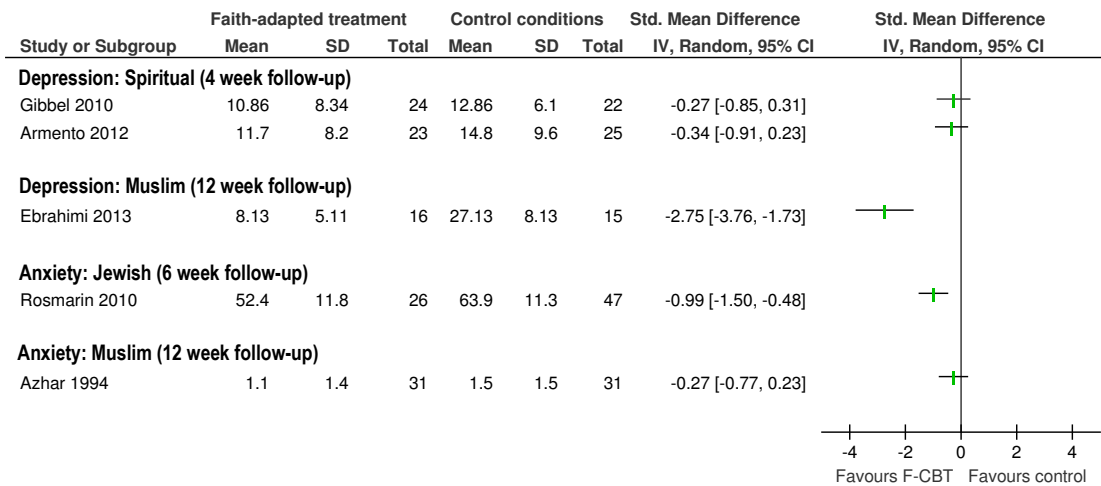 Faith-adapted treatment Control conditions Std. Mean Difference Std. Mean Difference
Study or Subgroup Mean SD Total Mean SD Total IV, Random, 95% CI IV, Random, 95% CI
Depression: Spiritual (4 week follow-up)
Gibbel 2010 10.86 8.34 24 12.86 6.1 22 -0.27 [-0.85, 0.31]
Armento 2012 11.7 8.2 23 14.8 9.6 25 -0.34 [-0.91, 0.23]
Depression: Muslim (12 week follow-up)
Ebrahimi 2013 8.13 5.11 16 27.13 8.13 15 -2.75 [-3.76, -1.73]
Anxiety: Jewish (6 week follow-up)
Rosmarin 2010 52.4 11.8 26 63.9 11.3 47 -0.99 [-1.50, -0.48]
Anxiety: Muslim (12 week follow-up)
Azhar 1994 1.1 1.4 31 1.5 1.5 31 -0.27 [-0.77, 0.23]
-4 -2 0 2 4
Favours F-CBT Favours control